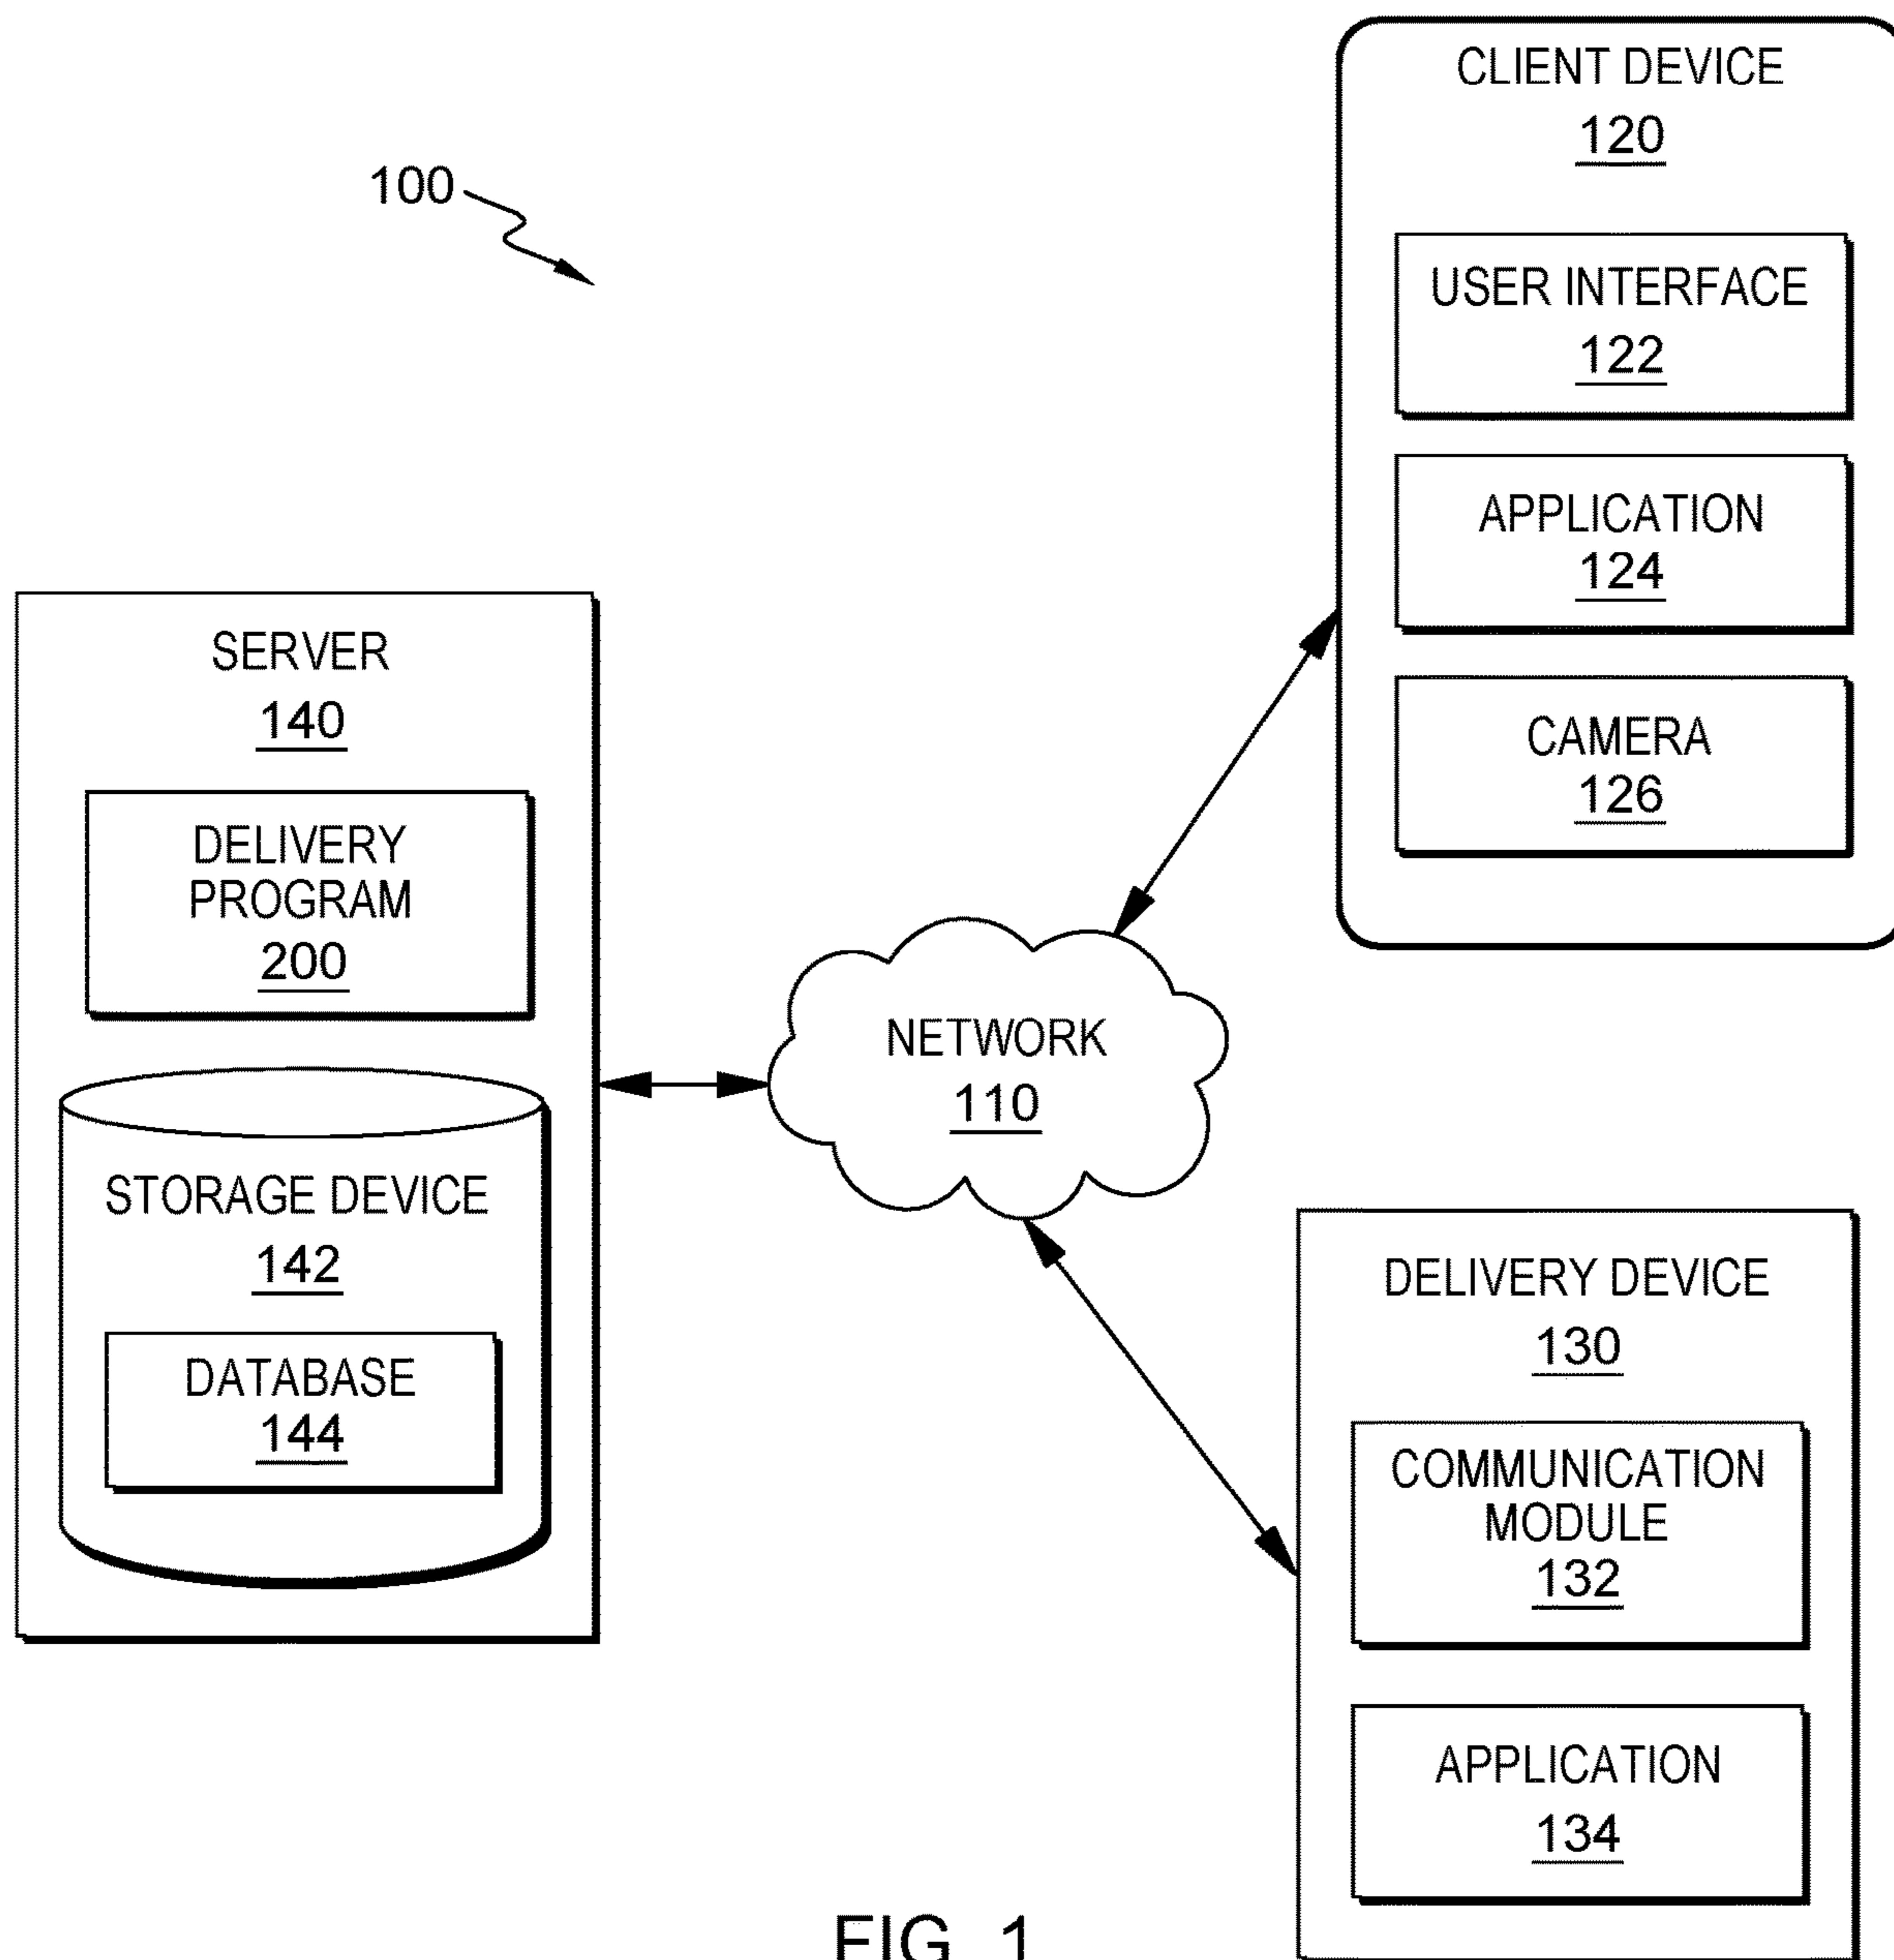 100
CLIENT DEVICE
120
USER INTERFACE
122
APPLICATION
124
CAMERA
126
SERVER
140
DELIVERY
PROGRAM
200
STORAGE DEVICE
142
DATABASE
144
NETWORK
110
DELIVERY DEVICE
130
COMMUNICATION
MODULE
132
APPLICATION
134
FIG. 1